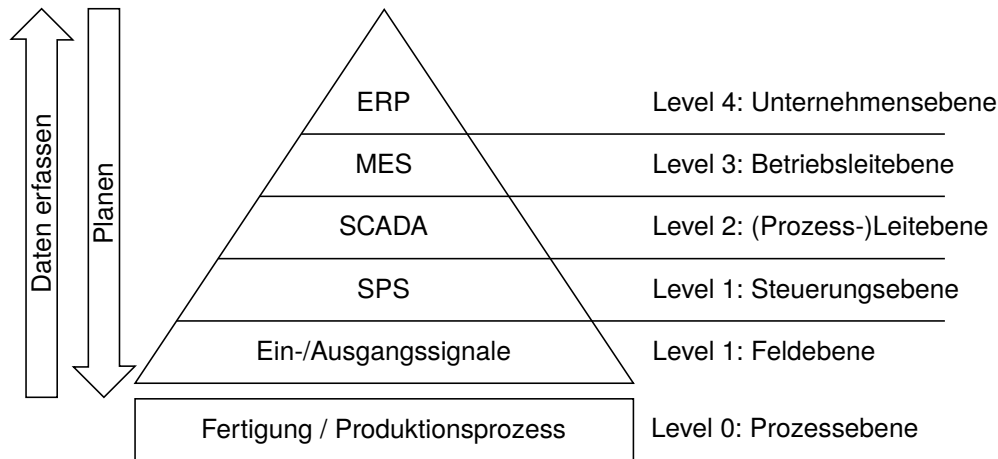 Daten erfassen
Planen
ERP
Level 4: Unternehmensebene
MES
Level 3: Betriebsleitebene
SCADA
Level 2: (Prozess-)Leitebene
SPS
Level 1: Steuerungsebene
Ein-/Ausgangssignale
Level 1: Feldebene
Fertigung / Produktionsprozess
Level 0: Prozessebene